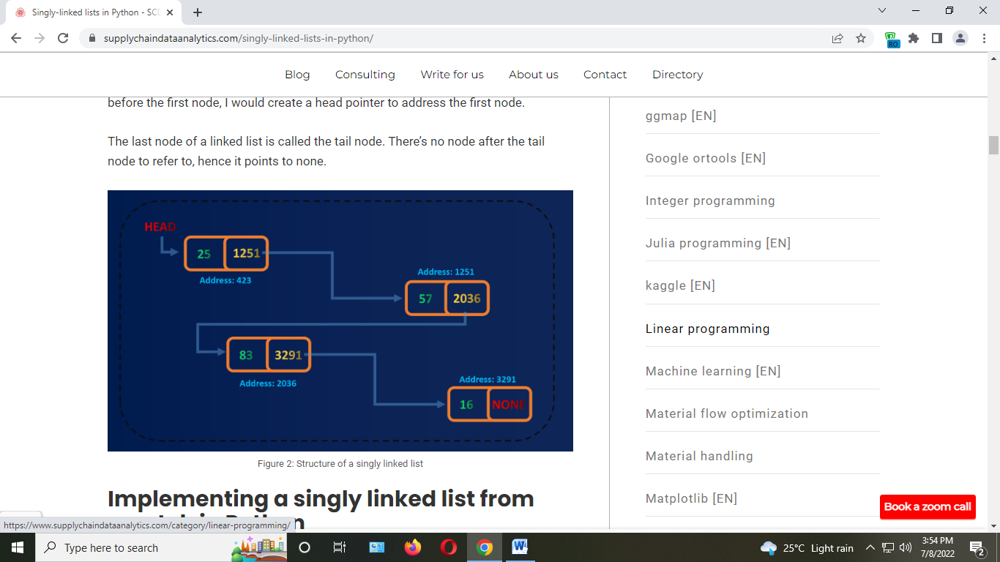 Singly-linked lists in Python - SCI
supplychaindataanalytics.com/singly-linked-lists-in-python/
RO
Blog Consulting Write for us About us Contact Directory
before the first node, I would create a head pointer to address the first node.
The last node of a linked list is called the tail node. There’s no node after the tail
node to refer to, hence it points to none.
HEAD
25 1251
Address: 423
Address: 1251
57 2036
83 3291
Address: 2036
Address: 3291
16 NONE
Figure 2: Structure of a singly linked list
Implementing a singly linked list from
ggmap [EN]
Google ortools [EN]
Integer programming
Julia programming [EN]
kaggle [EN]
Linear programming
Machine learning [EN]
Material flow optimization
Material handling
Matplotlib [EN]
Book a zoom call
https://www.supplychaindataanalytics.com/category/linear-programming/
Type here to search
25°C Light rain
3:54 PM
7/8/2022
2